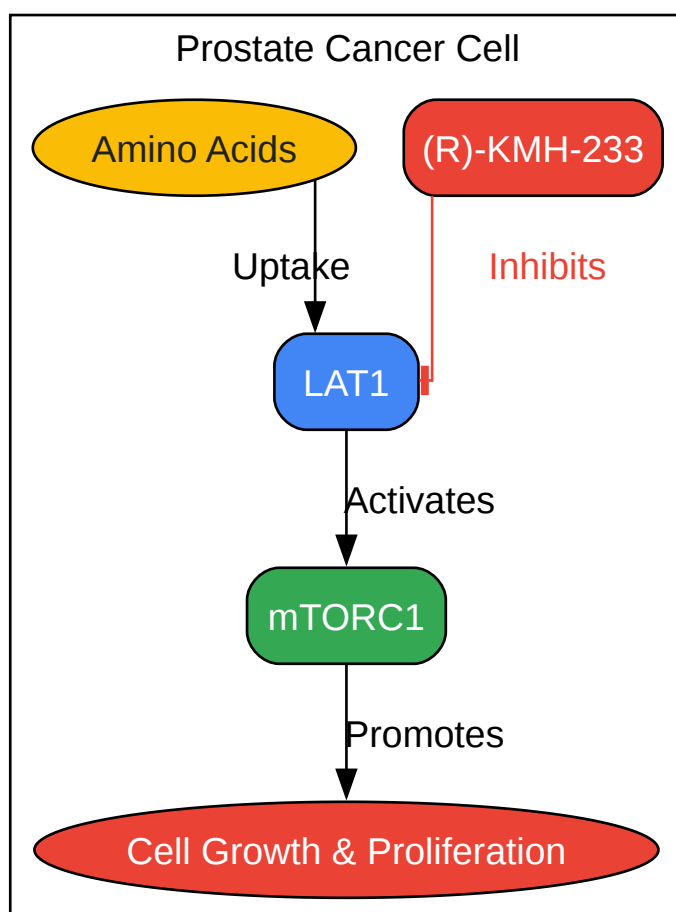 Prostate Cancer Cell
Amino Acids
(R)-KMH-233
Uptake
Inhibits
LAT1
Activates
mTORC1
Promotes
Cell Growth & Proliferation